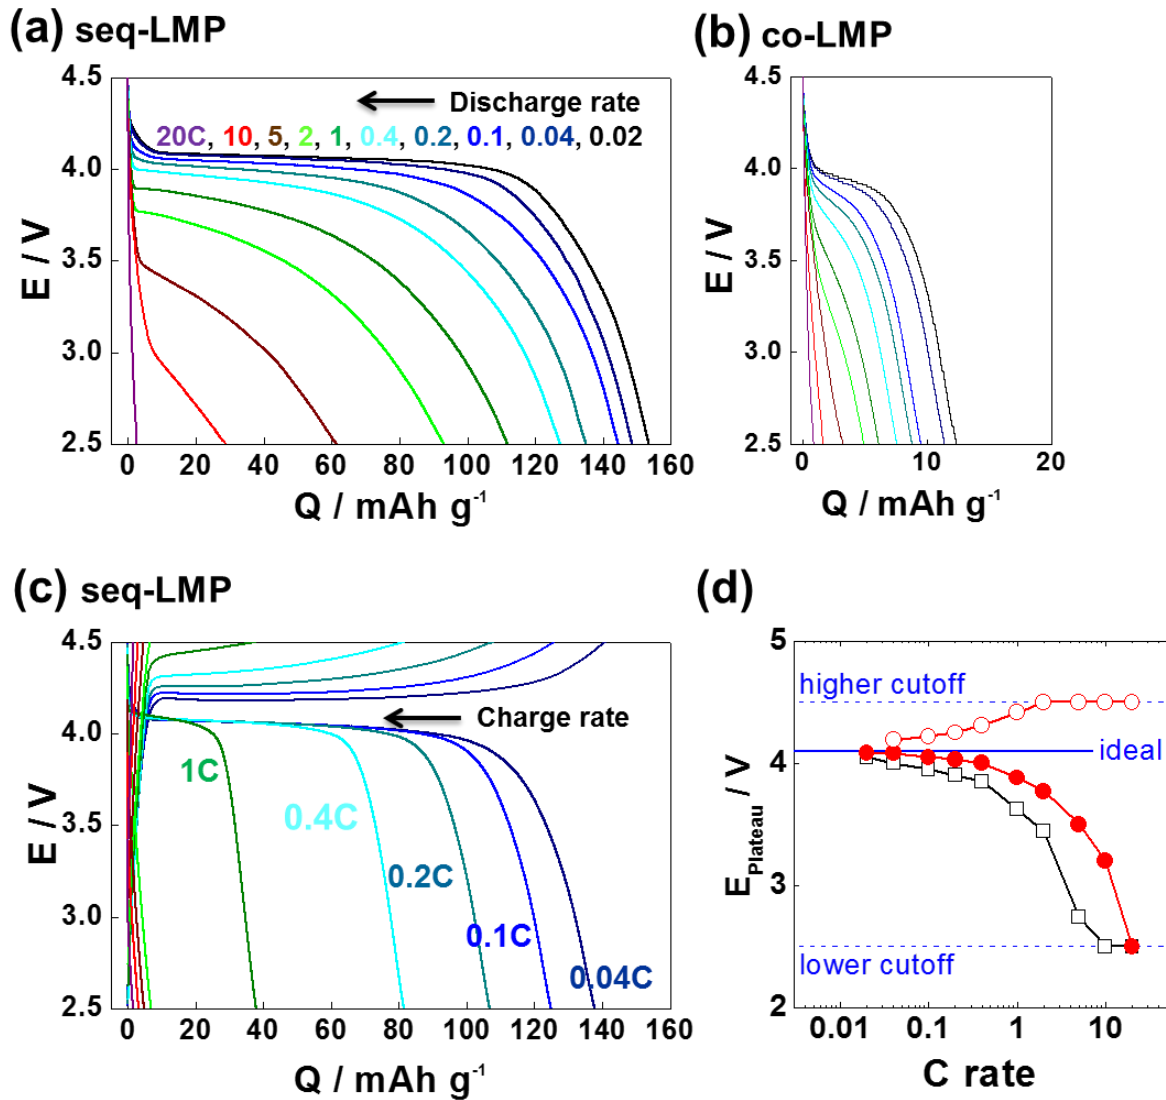 (a) seq-LMP
4.5
4.0
3.5
3.0
2.5
E / V
Discharge rate
20C, 10, 5, 2, 1, 0.4, 0.2, 0.1, 0.04, 0.02
0 20 40 60 80 100 120 140 160
Q / mAh g-1
(b) co-LMP
4.5
4.0
3.5
3.0
2.5
E / V
0 20
Q / mAh g-1
(c) seq-LMP
4.5
4.0
3.5
3.0
2.5
E / V
Charge rate
1C
0.4C
0.2C
0.1C
0.04C
0 20 40 60 80 100 120 140 160
Q / mAh g-1
(d)
5
4
3
2
EPlateau / V
higher cutoff
ideal
lower cutoff
0.01 0.1 1 10
C rate